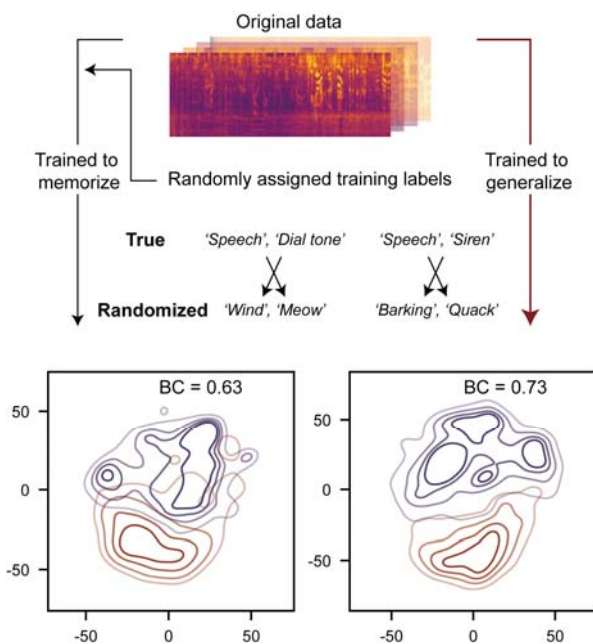 Original data
Trained to
memorize
Randomly assigned training labels
Trained to
generalize
True
‘Speech’, ‘Dial tone’
‘Speech’, ‘Siren’
Randomized
‘Wind’, ‘Meow’
‘Barking’, ‘Quack’
BC = 0.63
50
0
-50
-50
0
50
BC = 0.73
50
0
-50
-50
0
50